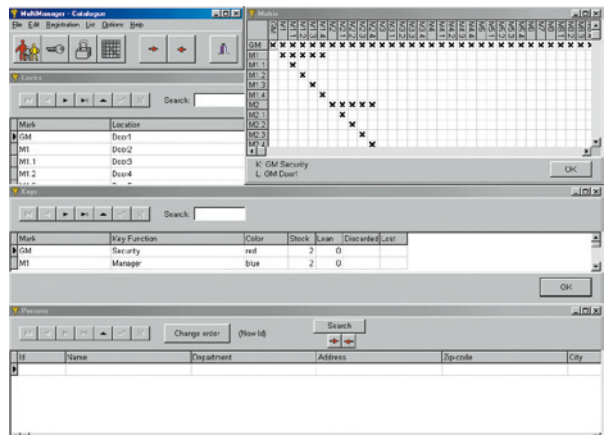 MultiManager - Catalogue
File Edit Registration List Options Help
Locks
Search:
Mark Location
GM Door1
M1 Door2
M1.1 Door3
M1.2 Door4
Matrix
GM
M1
M1.1
M1.2
M1.3
M1.4
M2
M2.1
M2.2
M2.3
M2.4
K: GM Security
L: GM Door1
OK
Keys
Search:
Mark Key Function Color Stock Loan Discarded Lost
GM Security red 2 0
M1 Manager blue 2 0
OK
Persons
Change order (Now Id) Search
Id Name Department Address Zip-code City